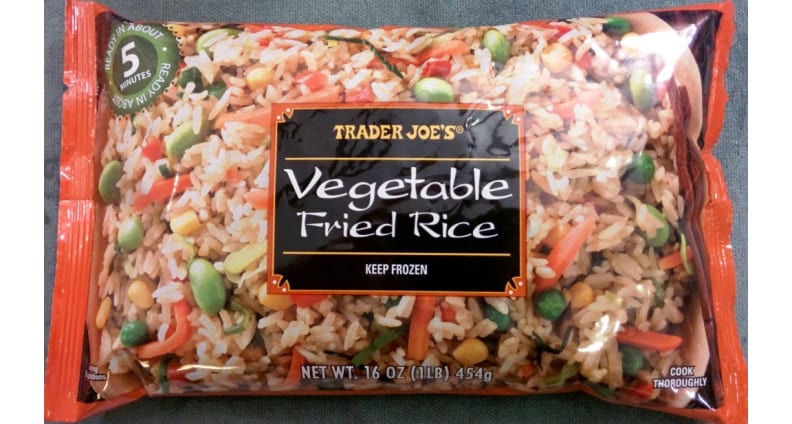 READY IN ABOUT
5
MINUTES
READY IN ABOUT
TRADER JOE'S®
Vegetable
Fried Rice
KEEP FROZEN
NET WT. 16 OZ (1LB) 454g
COOK
THOROUGHLY